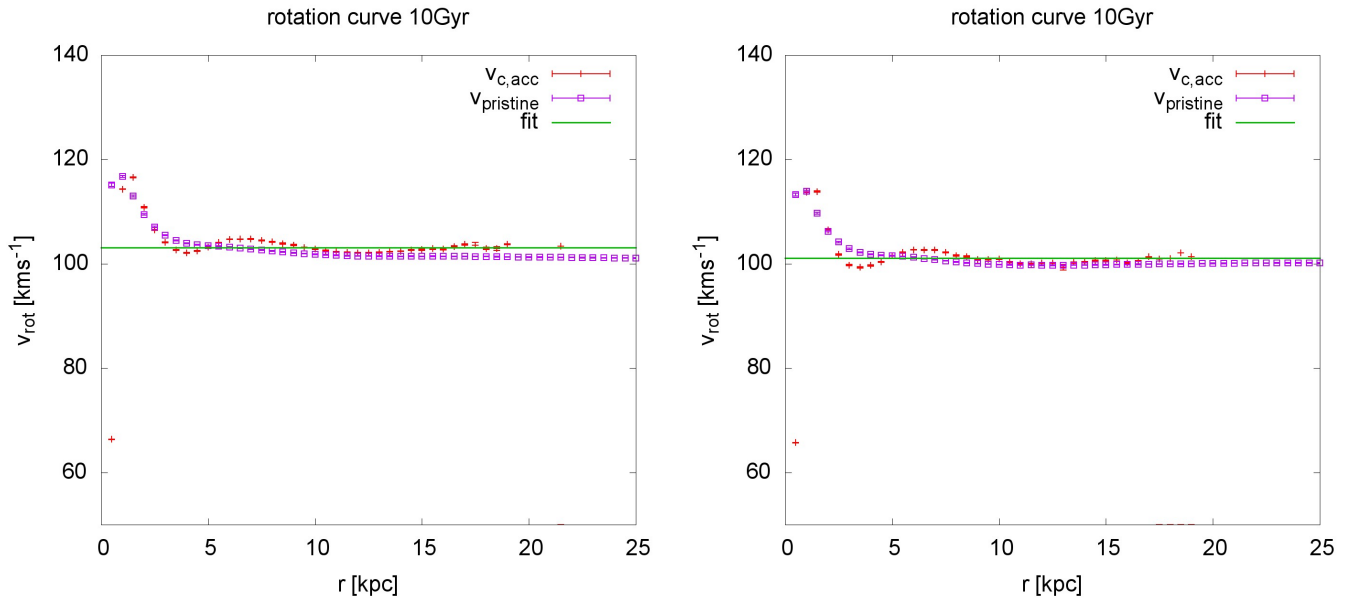 rotation curve 10Gyr
140
120
100
80
60
v_rot [kms^-1]
v_c,acc
v_pristine
fit
0 5 10 15 20 25
r [kpc]
rotation curve 10Gyr
140
120
100
80
60
v_rot [kms^-1]
v_c,acc
v_pristine
fit
0 5 10 15 20 25
r [kpc]